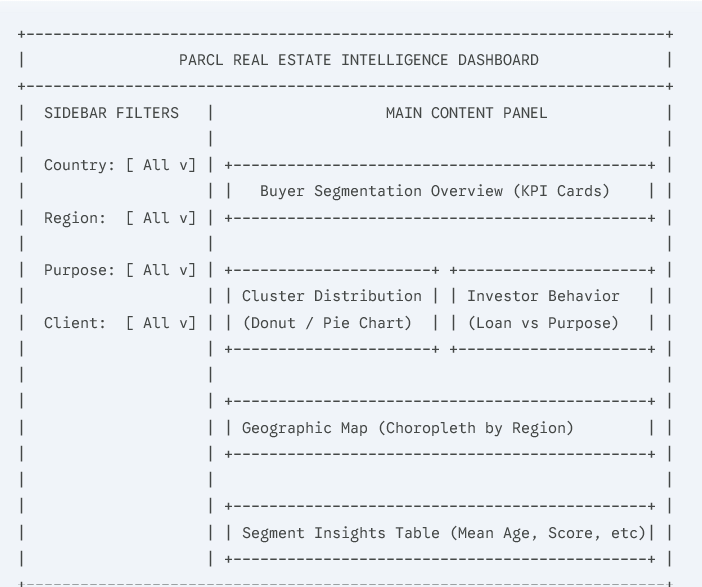 +-----------------------------------------------------------------------+
|                 PARCL REAL ESTATE INTELLIGENCE DASHBOARD              |
+-----------------------------------------------------------------------+
|  SIDEBAR FILTERS   |                   MAIN CONTENT PANEL             |
|                    |                                                  |
|  Country: [ All v] | +----------------------------------------------+ |
|                    | |   Buyer Segmentation Overview (KPI Cards)    | |
|  Region:  [ All v] | +----------------------------------------------+ |
|                    |                                                  |
|  Purpose: [ All v] | +----------------------+ +---------------------+ |
|                    | | Cluster Distribution | | Investor Behavior   | |
|  Client:  [ All v] | | (Donut / Pie Chart)  | | (Loan vs Purpose)   | |
|                    | +----------------------+ +---------------------+ |
|                    |                                                  |
|                    | +----------------------------------------------+ |
|                    | | Geographic Map (Choropleth by Region)        | |
|                    | +----------------------------------------------+ |
|                    |                                                  |
|                    | +----------------------------------------------+ |
|                    | | Segment Insights Table (Mean Age, Score, etc)| |
|                    | +----------------------------------------------+ |
+-----------------------------------------------------------------------+